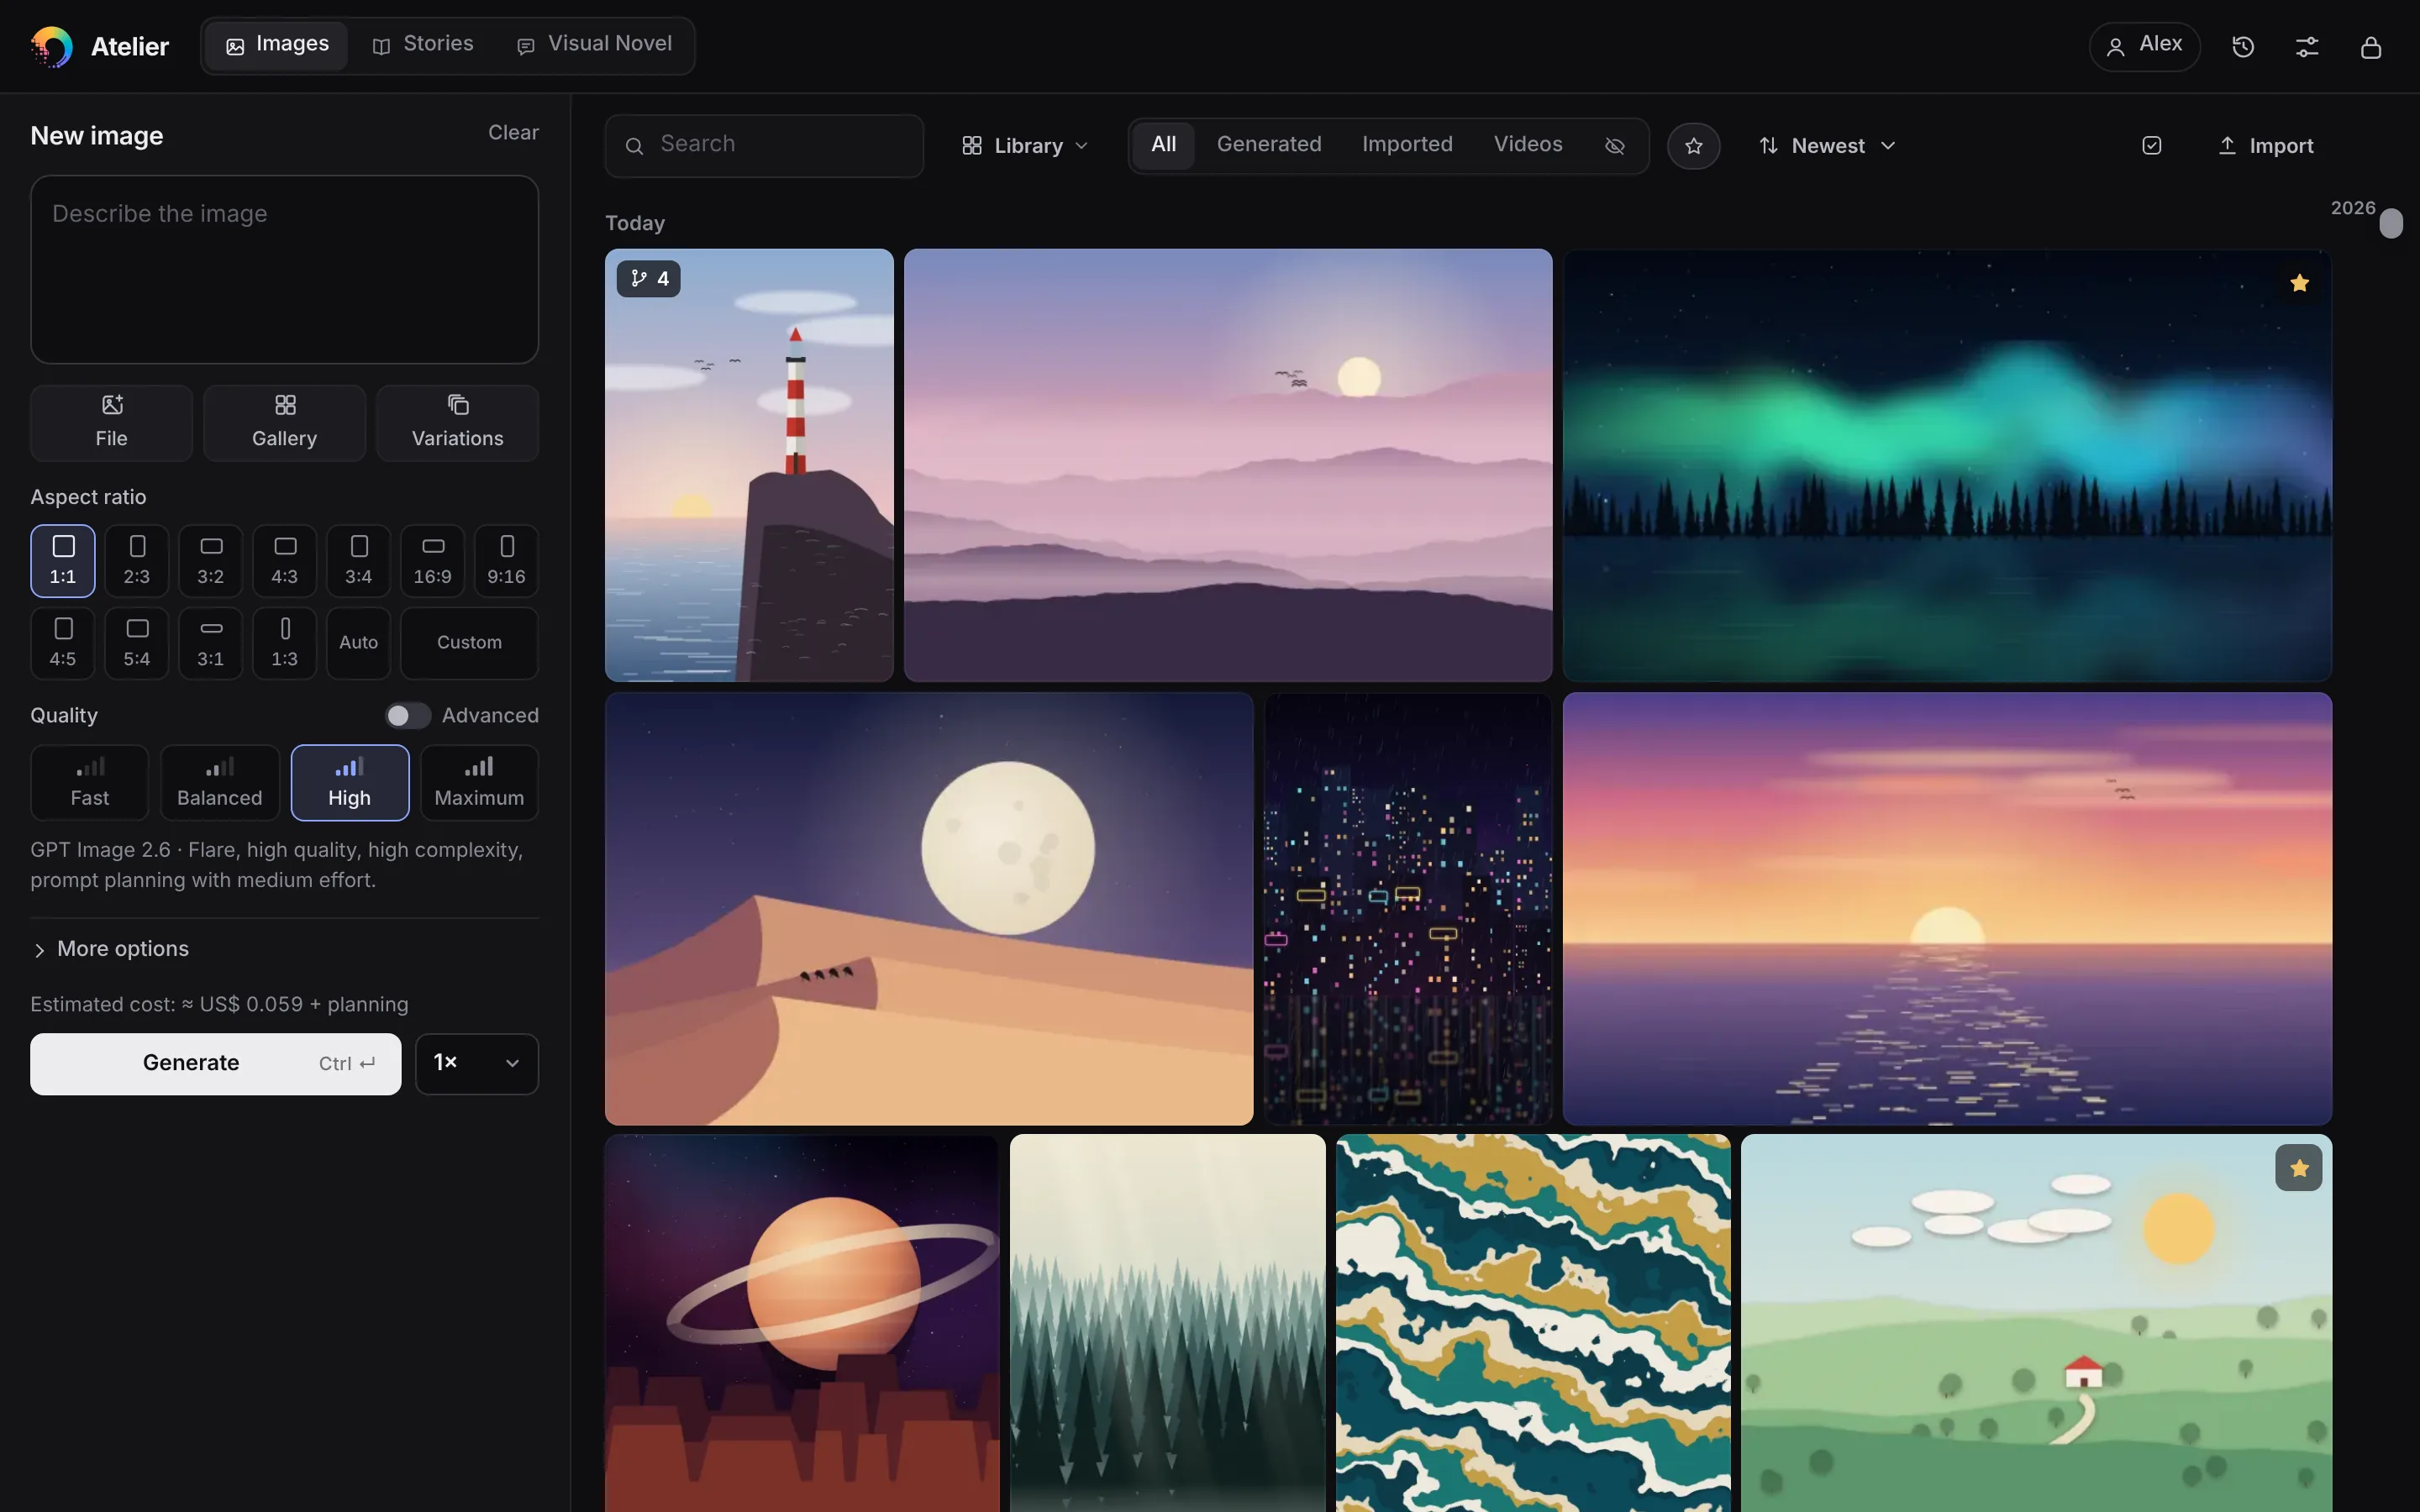 Atelier
Images
Stories
Visual Novel
Alex
New image
Clear
Describe the image
File
Gallery
Variations
Aspect ratio
1:1
2:3
3:2
4:3
3:4
16:9
9:16
4:5
5:4
3:1
1:3
Auto
Custom
Quality
Advanced
Fast
Balanced
High
Maximum
GPT Image 2.6 · Flare, high quality, high complexity,
prompt planning with medium effort.
More options
Estimated cost: ≈ US$ 0.059 + planning
Generate
Ctrl ↵
1×
Search
Library
All
Generated
Imported
Videos
Newest
Import
Today
2026
4